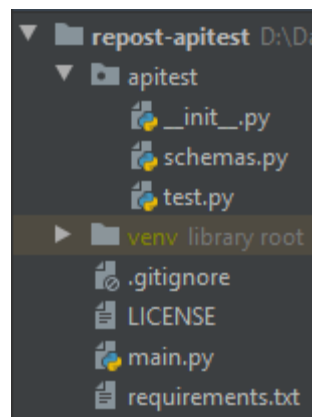 repost-apitest D:\Da
apitest
__init__.py
schemas.py
test.py
venv library root
.gitignore
LICENSE
main.py
requirements.txt